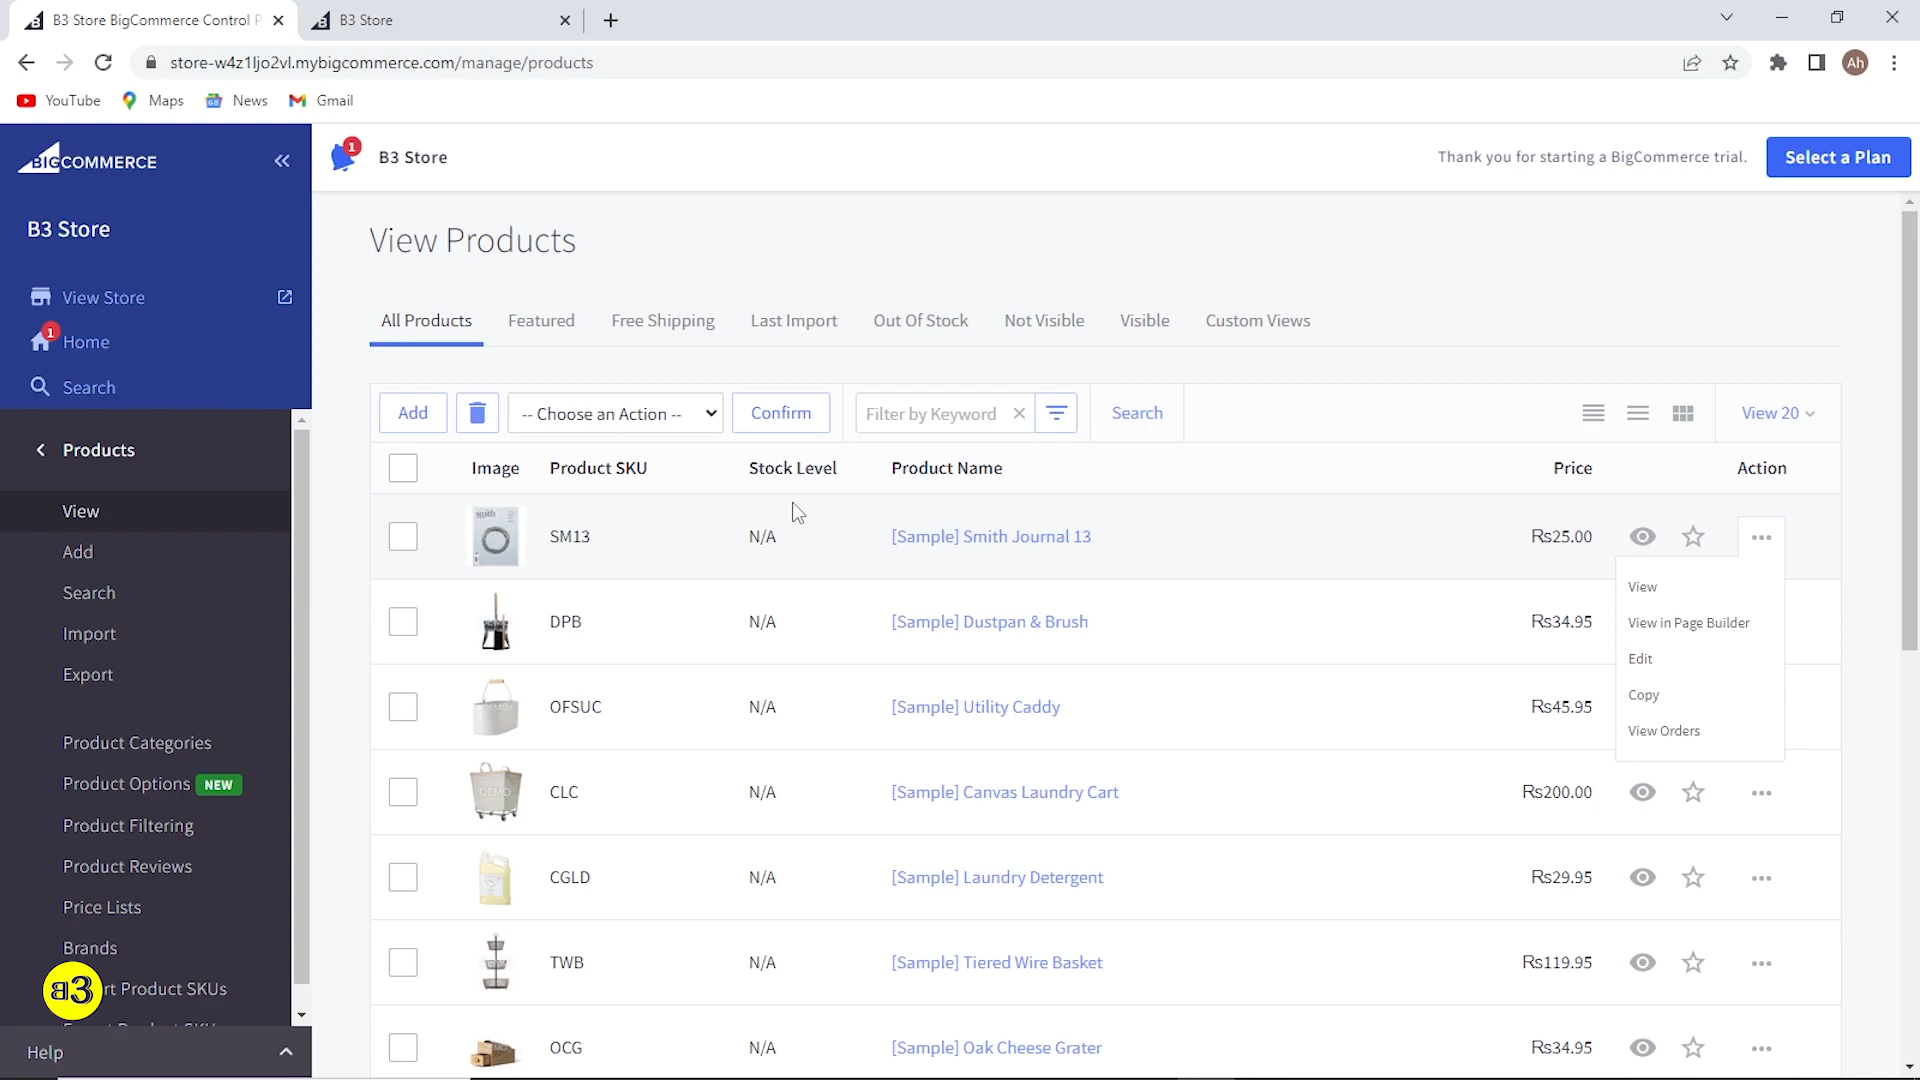 B3 Store BigCommerce Control P
B3 Store
store-w4z1ljo2vl.mybigcommerce.com/manage/products
Ah
YouTube
Maps
News
Gmail
BIGCOMMERCE
1
B3 Store
Thank you for starting a BigCommerce trial.
Select a Plan
B3 Store
View Store
1
Home
Search
Products
View
Add
Search
Import
Export
Product Categories
Product Options NEW
Product Filtering
Product Reviews
Price Lists
Brands
rt Product SKUs
B3
Help
View Products
All Products
Featured
Free Shipping
Last Import
Out Of Stock
Not Visible
Visible
Custom Views
Add
-- Choose an Action --
Confirm
Filter by Keyword
Search
View 20
Image Product SKU Stock Level Product Name Price Action
smith
SM13 N/A [Sample] Smith Journal 13 Rs25.00
View
View in Page Builder
Edit
Copy
View Orders
DPB N/A [Sample] Dustpan & Brush Rs34.95
OFSUC N/A [Sample] Utility Caddy Rs45.95
CLC N/A [Sample] Canvas Laundry Cart Rs200.00
CGLD N/A [Sample] Laundry Detergent Rs29.95
TWB N/A [Sample] Tiered Wire Basket Rs119.95
OCG N/A [Sample] Oak Cheese Grater Rs34.95